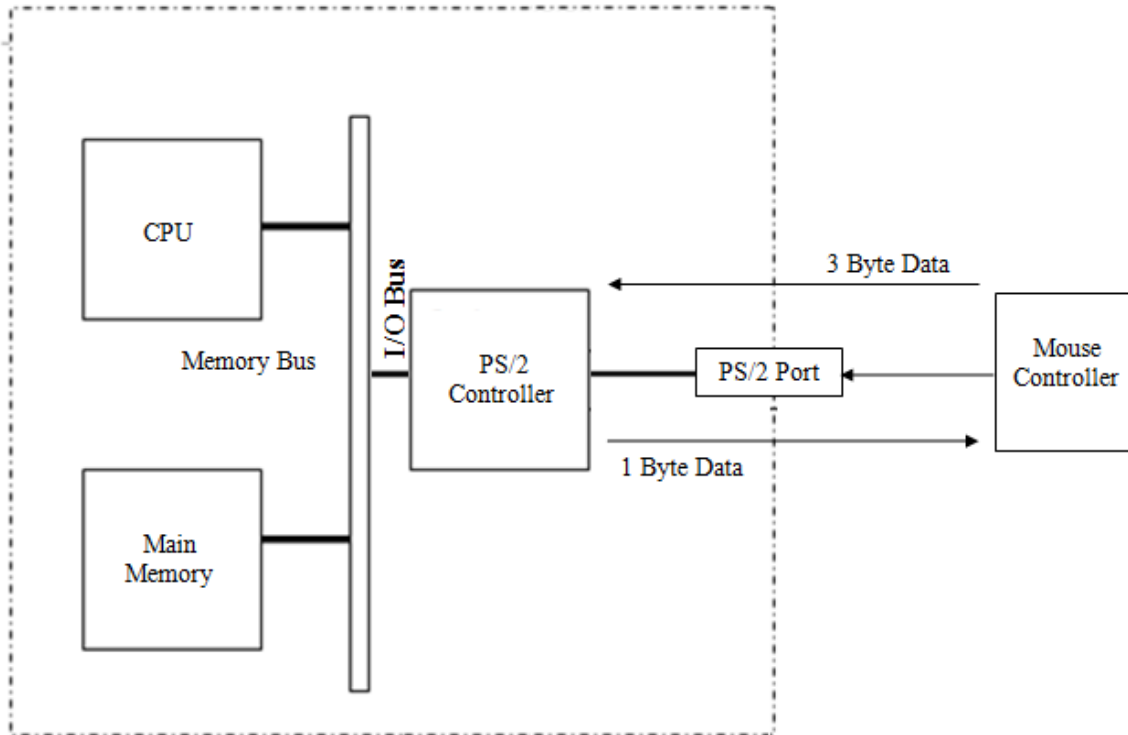 CPU
Memory Bus
Main
Memory
I/O Bus
PS/2
Controller
3 Byte Data
PS/2 Port
1 Byte Data
Mouse
Controller